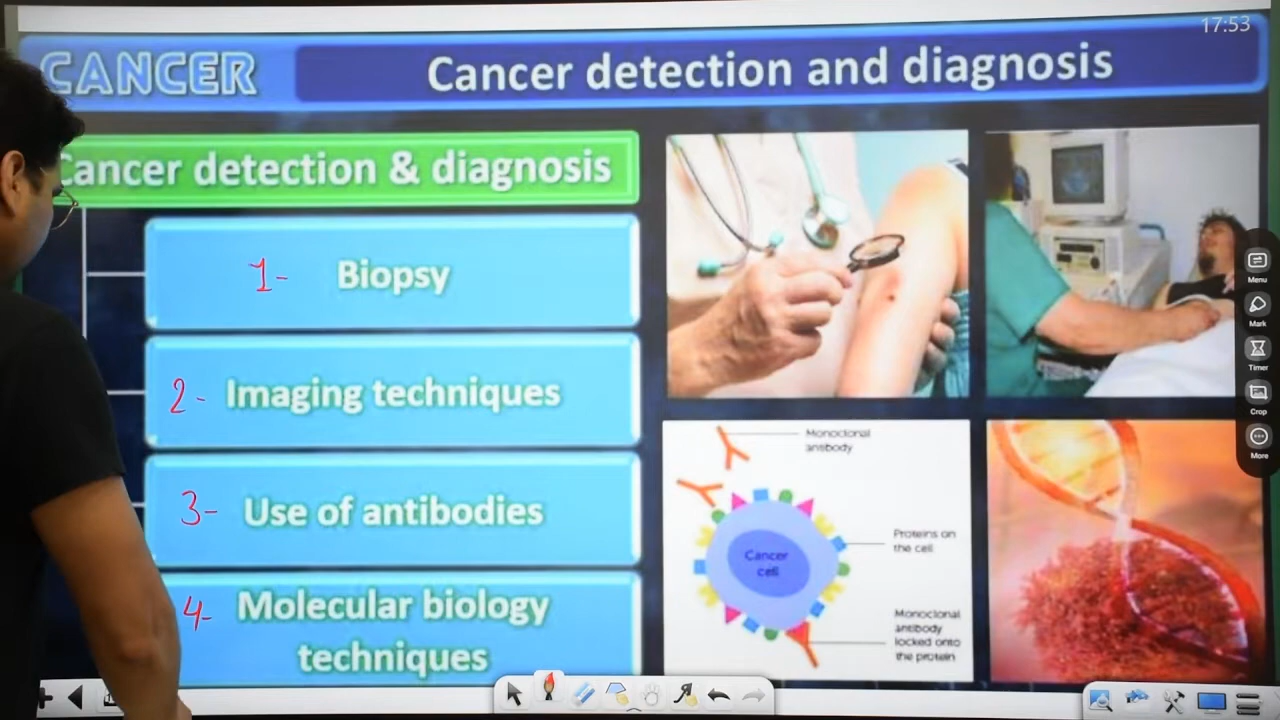 17:53
CANCER
Cancer detection and diagnosis
Cancer detection & diagnosis
1- Biopsy
2- Imaging techniques
3- Use of antibodies
4- Molecular biology
techniques
Monoclonal
antibody
Proteins on
the cell
Cancer
cell
Monoclonal
antibody
locked onto
the protein
Menu
Mark
Timer
Crop
More